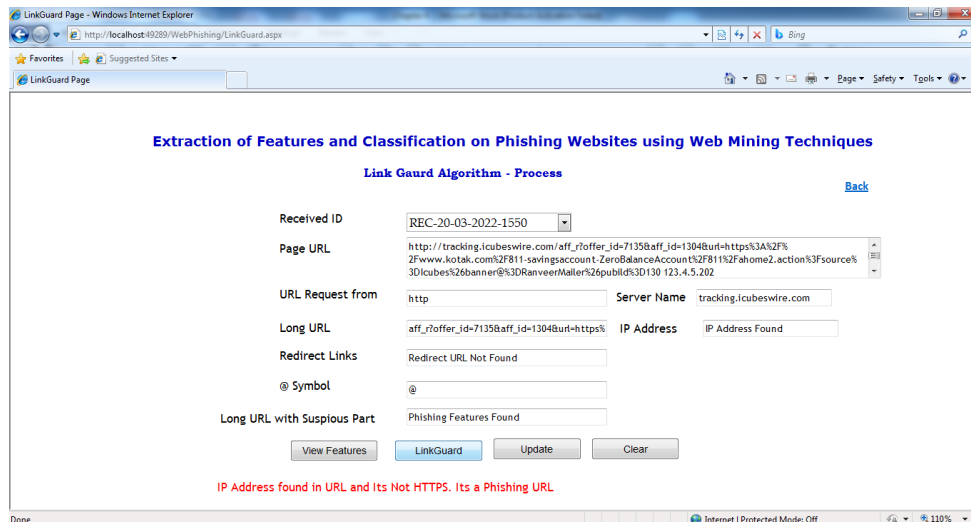 LinkGuard Page - Windows Internet Explorer
http://localhost:49289/WebPhishing/LinkGuard.aspx
Bing
Favorites Suggested Sites
LinkGuard Page
Page Safety Tools
Extraction of Features and Classification on Phishing Websites using Web Mining Techniques
Link Gaurd Algorithm - Process
Back
Received ID REC-20-03-2022-1550
Page URL
http://tracking.icubeswire.com/aff_r?offer_id=7135&aff_id=1304&url=https%3A%2F%
2Fwww.kotak.com%2F811-savingsaccount-ZeroBalanceAccount%2F811%2Fahome2.action%3Fsource%
3DIcubes%26banner@%3DRanveerMailer%26pubild%3D130 123.4.5.202
URL Request from http Server Name tracking.icubeswire.com
Long URL aff_r?offer_id=7135&aff_id=1304&url=https% IP Address IP Address Found
Redirect Links Redirect URL Not Found
@ Symbol @
Long URL with Suspious Part Phishing Features Found
View Features LinkGuard Update Clear
IP Address found in URL and Its Not HTTPS. Its a Phishing URL
Done Internet | Protected Mode: Off 110%